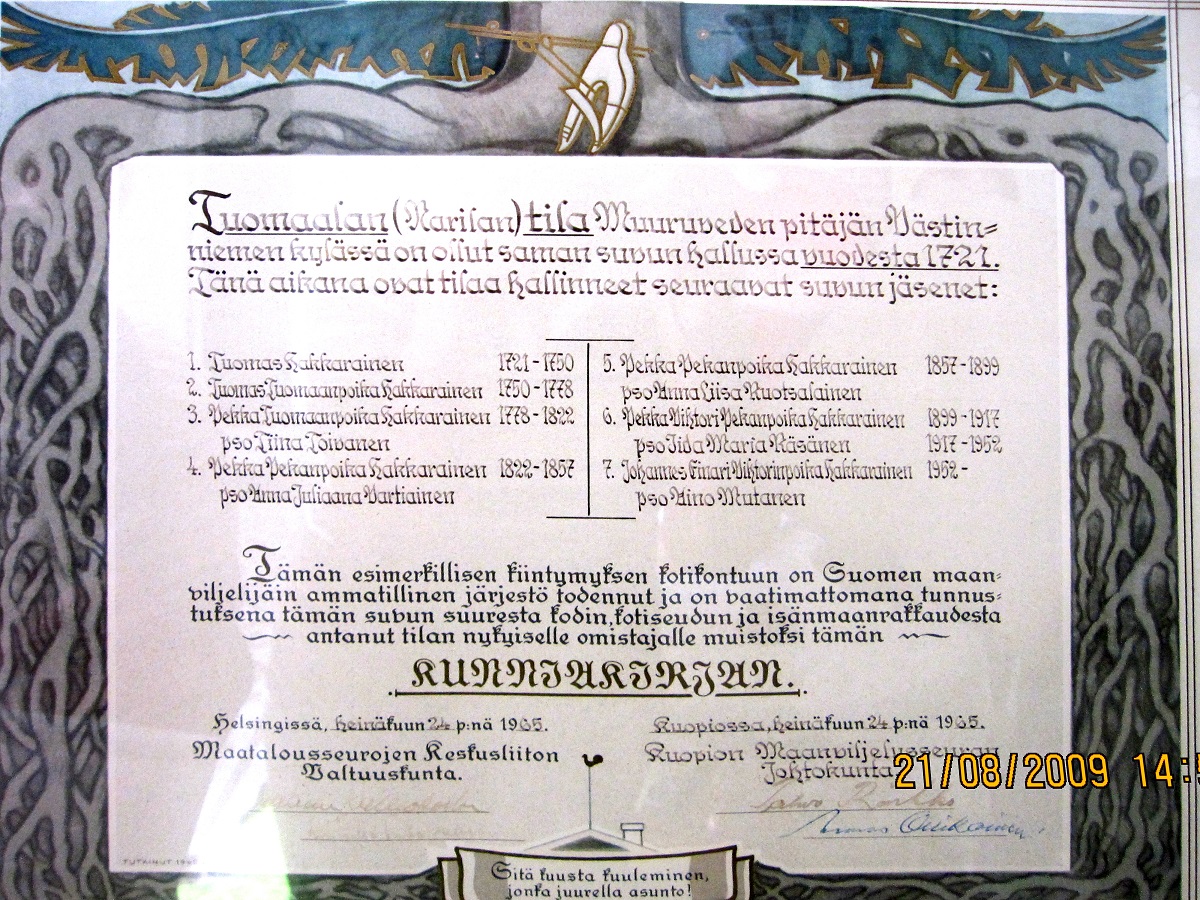 Tuomaalan (Narilan) tila Muuruveden pitäjän Västin=
niemen kylässä on ollut saman suvun hallussa vuodesta 1721.
Tänä aikana ovat tilaa hallinneet seuraavat suvun jäsenet:
1. Tuomas Hakkarainen 1721-1750
2. Tuomas Tuomaanpoika Hakkarainen 1750-1778
3. Pekka Tuomaanpoika Hakkarainen 1778-1822
pso Tiina Toivanen
4. Pekka Pekanpoika Hakkarainen 1822-1857
pso Anna Juliaana Vartiainen
5. Pekka Pekanpoika Hakkarainen 1857-1899
pso Anna Liisa Ruotsalainen
6. Pekka Vihtori Pekanpoika Hakkarainen 1899-1917
pso Iida Maria Räsänen 1917-1952
7. Johannes Einari Vihtorinpoika Hakkarainen 1952-
pso Aino Mutanen
Tämän esimerkillisen kiintymyksen kotikontuun on Suomen maan=
viljelijäin ammatillinen järjestö todennut ja on vaatimattomana tunnus=
tuksena tämän suvun suuresta kodin, kotiseudun ja isänmaanrakkaudesta
antanut tilan nykyiselle omistajalle muistoksi tämän
KUNNIAKIRJAN.
Helsingissä, heinäkuun 24 p:nä 1965.
Maatalousseurojen Keskusliiton
Valtuuskunta.
Kuopiossa, heinäkuun 24 p:nä 1965.
Kuopion Maanviljelysseuran
Johtokunta
21/08/2009 14:
TUTKINUT
Sitä kuusta kuuleminen,
jonka juurella asunto!